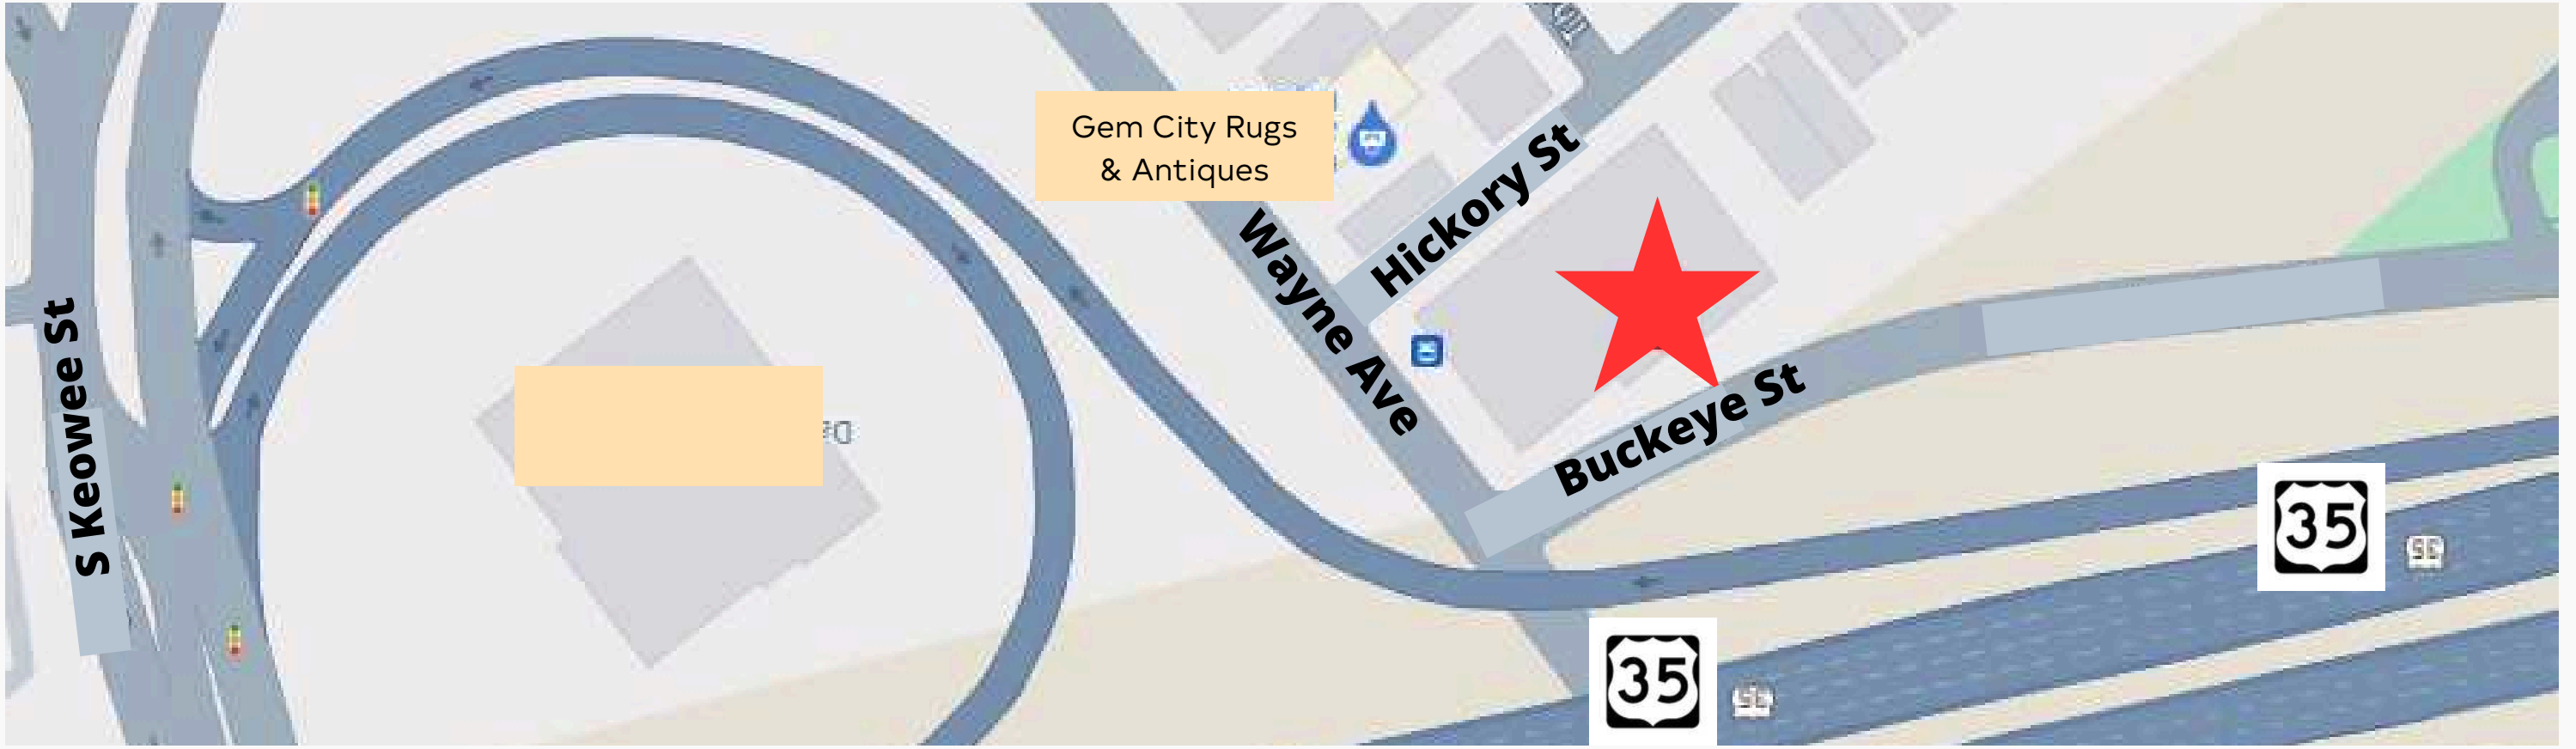 Gem City Rugs
& Antiques
Hickory St
Wayne Ave
S Keowee St
Buckeye St
35
35